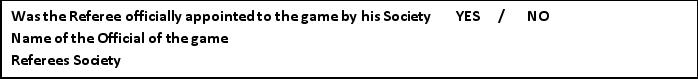 Was the Referee officially appointed to the game by his Society YES / NO
Name of the Official of the game
Referees Society